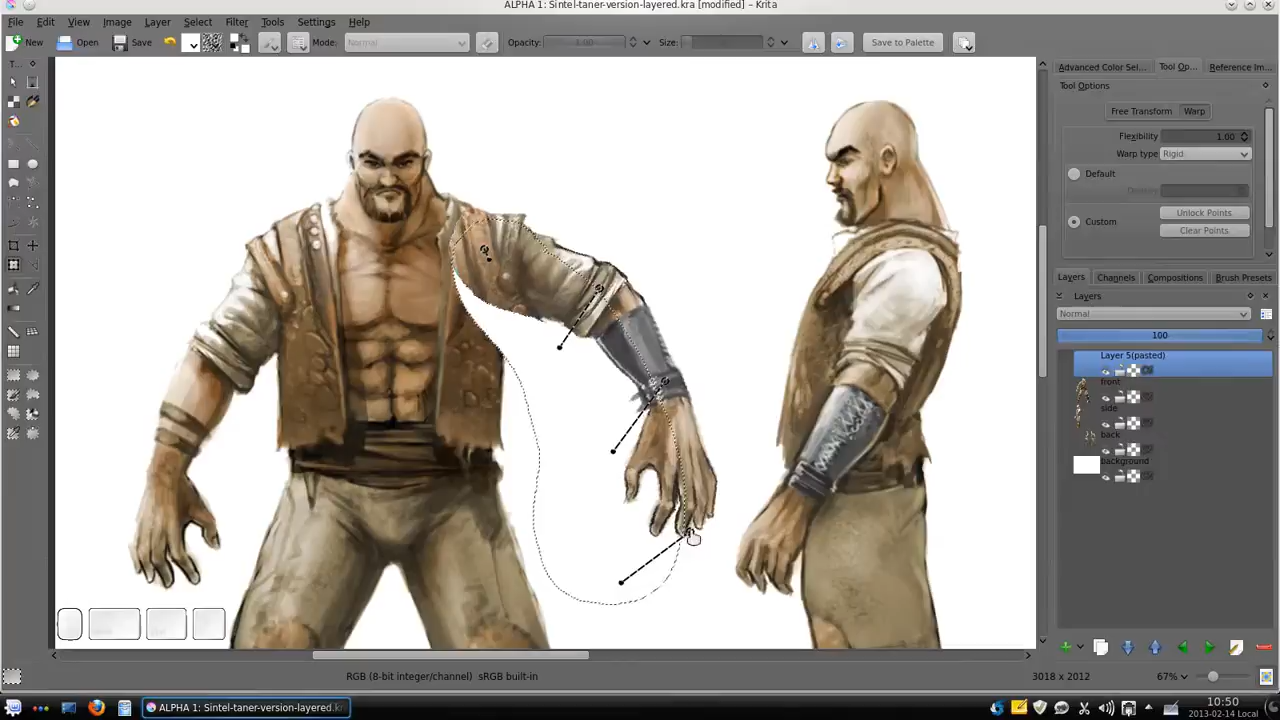 ALPHA 1: Sintel-taner-version-layered.kra [modified] – Krita
File Edit View Image Layer Select Filter Tools Settings Help
New Open Save Mode: Normal Opacity: 1.00 Size: Save to Palette
T... Advanced Color Sel... Tool Op... Reference Im...
Tool Options
Free Transform Warp
Flexibility 1.00
Warp type Rigid
Default
Custom Unlock Points
Clear Points
Layers Channels Compositions Brush Presets
Layers
Normal
100
Layer 5(pasted)
front
side
back
background
RGB (8-bit integer/channel) sRGB built-in 3018 x 2012 67%
ALPHA 1: Sintel-taner-version-layered.kr 10:50
2013-02-14 Local